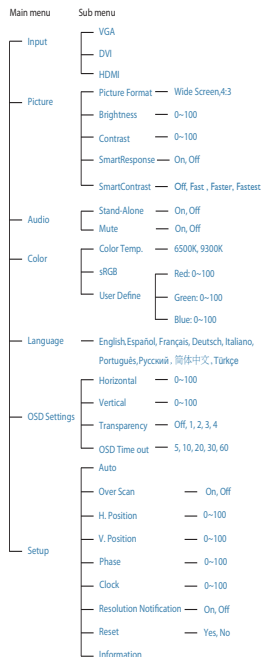 Main menu Sub menu
Input
VGA
DVI
HDMI
Picture
Picture Format Wide Screen,4:3
Brightness 0~100
Contrast 0~100
SmartResponse On, Off
SmartContrast Off, Fast , Faster, Fastest
Audio
Stand-Alone On, Off
Mute On, Off
Color
Color Temp. 6500K, 9300K
sRGB
User Define
Red: 0~100
Green: 0~100
Blue: 0~100
Language
English,Español, Français, Deutsch, Italiano,
Português,Русский , 简体中文 , Türkçe
OSD Settings
Horizontal 0~100
Vertical 0~100
Transparency Off, 1, 2, 3, 4
OSD Time out 5, 10, 20, 30, 60
Setup
Auto
Over Scan On, Off
H. Position 0~100
V. Position 0~100
Phase 0~100
Clock 0~100
Resolution Notification On, Off
Reset Yes, No
Information